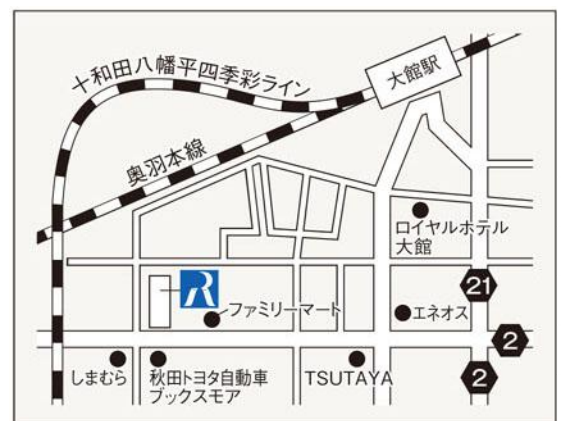 大館駅
十和田八幡平四季彩ライン
奥羽本線
ロイヤルホテル
大館
21
R
ファミリーマート
エネオス
2
しまむら
秋田トヨタ自動車
ブックスモア
TSUTAYA
2